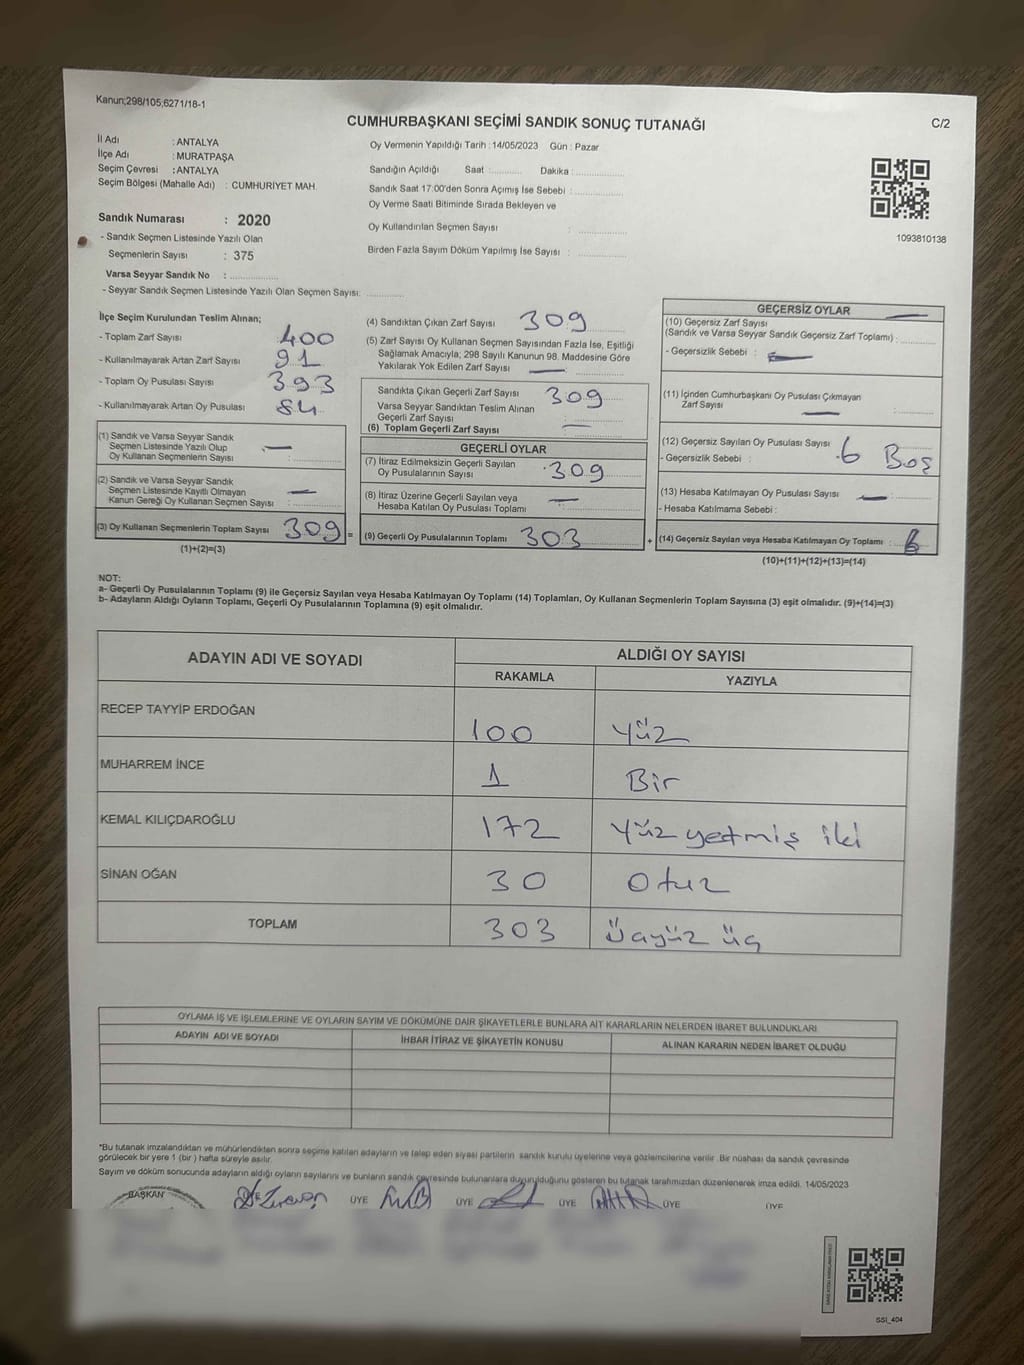 Kanun;298/105;6271/18-1
CUMHURBAŞKANI SEÇİMİ SANDIK SONUÇ TUTANAĞI
C/2
İl Adı : ANTALYA
İlçe Adı : MURATPAŞA
Seçim Çevresi : ANTALYA
Seçim Bölgesi (Mahalle Adı) : CUMHURİYET MAH.
Sandık Numarası : 2020
- Sandık Seçmen Listesinde Yazılı Olan
Seçmenlerin Sayısı : 375
Varsa Seyyar Sandık No :
- Seyyar Sandık Seçmen Listesinde Yazılı Olan Seçmen Sayısı:
Oy Vermenin Yapıldığı Tarih : 14/05/2023 Gün : Pazar
Sandığın Açıldığı Saat : Dakika :
Sandık Saat 17:00'den Sonra Açımış İse Sebebi :
Oy Verme Saati Bitiminde Sırada Bekleyen ve
Oy Kullandırılan Seçmen Sayısı :
Birden Fazla Sayım Döküm Yapılmış İse Sayısı :
1093810138
İlçe Seçim Kurulundan Teslim Alınan;
- Toplam Zarf Sayısı : 400
- Kullanılmayarak Artan Zarf Sayısı : 91
- Toplam Oy Pusulası Sayısı : 393
- Kullanılmayarak Artan Oy Pusulası : 84
(1) Sandık ve Varsa Seyyar Sandık
Seçmen Listesinde Yazılı Olup
Oy Kullanan Seçmenlerin Sayısı : —
(2) Sandık ve Varsa Seyyar Sandık
Seçmen Listesinde Kayıtlı Olmayan
Kanun Gereği Oy Kullanan Seçmen Sayısı : —
(3) Oy Kullanan Seçmenlerin Toplam Sayısı 309 =
(1)+(2)=(3)
(4) Sandıktan Çıkan Zarf Sayısı : 309
(5) Zarf Sayısı Oy Kullanan Seçmen Sayısından Fazla İse, Eşitliği
Sağlamak Amacıyla; 298 Sayılı Kanunun 98. Maddesine Göre
Yakılarak Yok Edilen Zarf Sayısı : —
Sandıkta Çıkan Geçerli Zarf Sayısı : 309
Varsa Seyyar Sandıktan Teslim Alınan
Geçerli Zarf Sayısı : —
(6) Toplam Geçerli Zarf Sayısı
GEÇERLİ OYLAR
(7) İtiraz Edilmeksizin Geçerli Sayılan
Oy Pusulalarının Sayısı : 309
(8) İtiraz Üzerine Geçerli Sayılan veya
Hesaba Katılan Oy Pusulası Toplamı : —
(9) Geçerli Oy Pusulalarının Toplamı : 303 +
GEÇERSİZ OYLAR
(10) Geçersiz Zarf Sayısı
(Sandık ve Varsa Seyyar Sandık Geçersiz Zarf Toplamı) :
- Geçersizlik Sebebi : —
(11) İçinden Cumhurbaşkanı Oy Pusulası Çıkmayan
Zarf Sayısı — :
(12) Geçersiz Sayılan Oy Pusulası Sayısı : 6 Boş
- Geçersizlik Sebebi :
(13) Hesaba Katılmayan Oy Pusulası Sayısı : —
- Hesaba Katılmama Sebebi :
(14) Geçersiz Sayılan veya Hesaba Katılmayan Oy Toplamı : 6
(10)+(11)+(12)+(13)=(14)
NOT:
a- Geçerli Oy Pusulalarının Toplamı (9) ile Geçersiz Sayılan veya Hesaba Katılmayan Oy Toplamı (14) Toplamları, Oy Kullanan Seçmenlerin Toplam Sayısına (3) eşit olmalıdır. (9)+(14)=(3)
b- Adayların Aldığı Oyların Toplamı, Geçerli Oy Pusulalarının Toplamına (9) eşit olmalıdır.
ADAYIN ADI VE SOYADI
ALDIĞI OY SAYISI
RAKAMLA YAZIYLA
RECEP TAYYİP ERDOĞAN 100 Yüz
MUHARREM İNCE 1 Bir
KEMAL KILIÇDAROĞLU 172 Yüz yetmiş iki
SİNAN OĞAN 30 Otuz
TOPLAM 303 Üçyüz üç
OYLAMA İŞ VE İŞLEMLERİNE VE OYLARIN SAYIM VE DÖKÜMÜNE DAİR ŞİKAYETLERLE BUNLARA AİT KARARLARIN NELERDEN İBARET BULUNDUKLARI
ADAYIN ADI VE SOYADI İHBAR İTİRAZ VE ŞİKAYETİN KONUSU ALINAN KARARIN NEDEN İBARET OLDUĞU
*Bu tutanak imzalandıktan ve mühürlendikten sonra seçime katılan adayların ve talep eden siyasi partilerin sandık kurulu üyelerine veya gözlemcilerine verilir. Bir nüshası da sandık çevresinde
görülecek bir yere 1 (bir) hafta süreyle asılır.
Sayım ve döküm sonucunda adayların aldığı oyların sayılarını ve bunların sandık çevresinde bulunanlara duyurulduğunu gösteren bu tutanak tarafımızdan düzenlenerek imza edildi. 14/05/2023
BAŞKAN ÜYE ÜYE ÜYE ÜYE ÜYE
SSİ_404